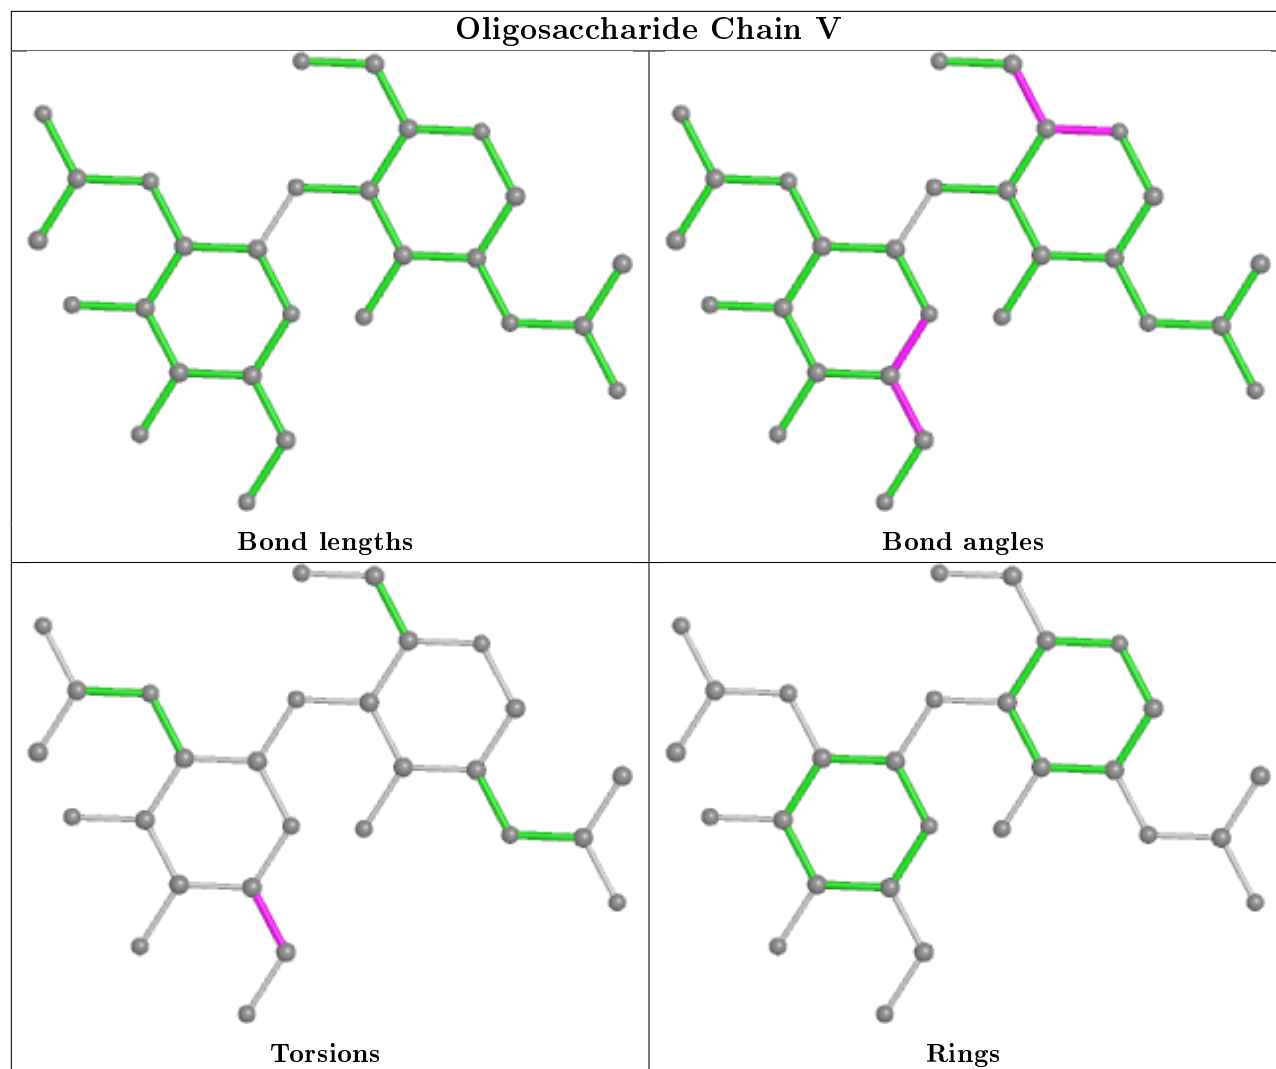 Oligosaccharide Chain V
Bond lengths
Bond angles
Torsions
Rings